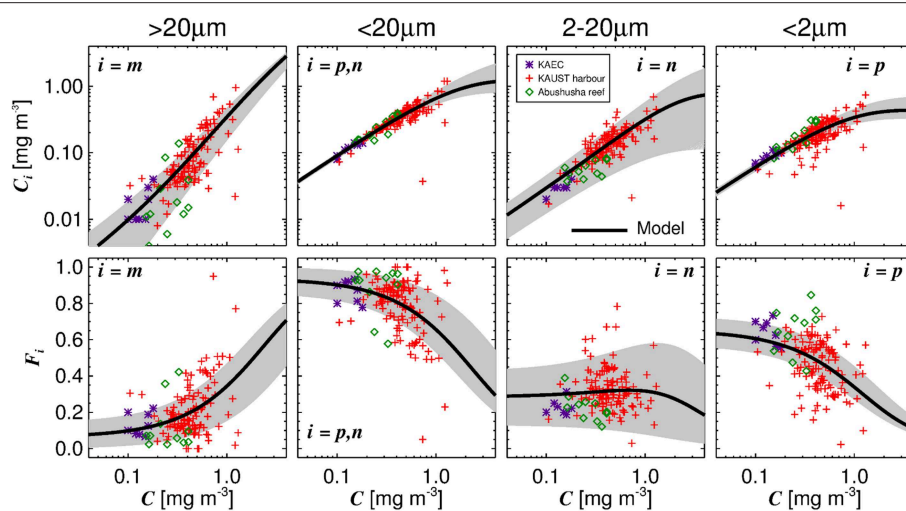 >20μm
<20μm
2-20μm
<2μm
C_i [mg m⁻³]
1.00
0.10
0.01
i = m
i = p,n
i = n
KAEC
KAUST harbour
Abushusha reef
Model
i = p
F_i
1.0
0.8
0.6
0.4
0.2
0.0
i = m
i = p,n
i = n
i = p
0.1 1.0
0.1 1.0
0.1 1.0
0.1 1.0
C [mg m⁻³]
C [mg m⁻³]
C [mg m⁻³]
C [mg m⁻³]